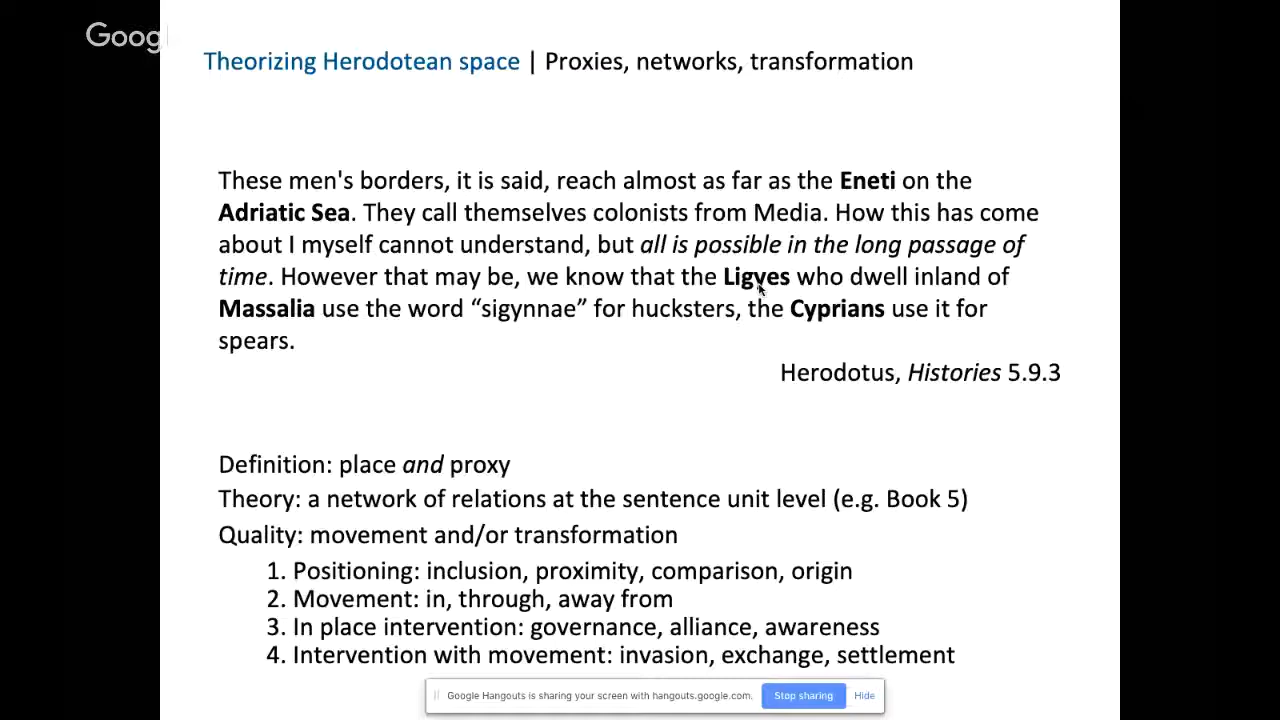 Goog
Theorizing Herodotean space | Proxies, networks, transformation
These men's borders, it is said, reach almost as far as the Eneti on the
Adriatic Sea. They call themselves colonists from Media. How this has come
about I myself cannot understand, but all is possible in the long passage of
time. However that may be, we know that the Ligyes who dwell inland of
Massalia use the word “sigynnae” for hucksters, the Cyprians use it for
spears.
Herodotus, Histories 5.9.3
Definition: place and proxy
Theory: a network of relations at the sentence unit level (e.g. Book 5)
Quality: movement and/or transformation
1. Positioning: inclusion, proximity, comparison, origin
2. Movement: in, through, away from
3. In place intervention: governance, alliance, awareness
4. Intervention with movement: invasion, exchange, settlement
Google Hangouts is sharing your screen with hangouts.google.com. Stop sharing Hide